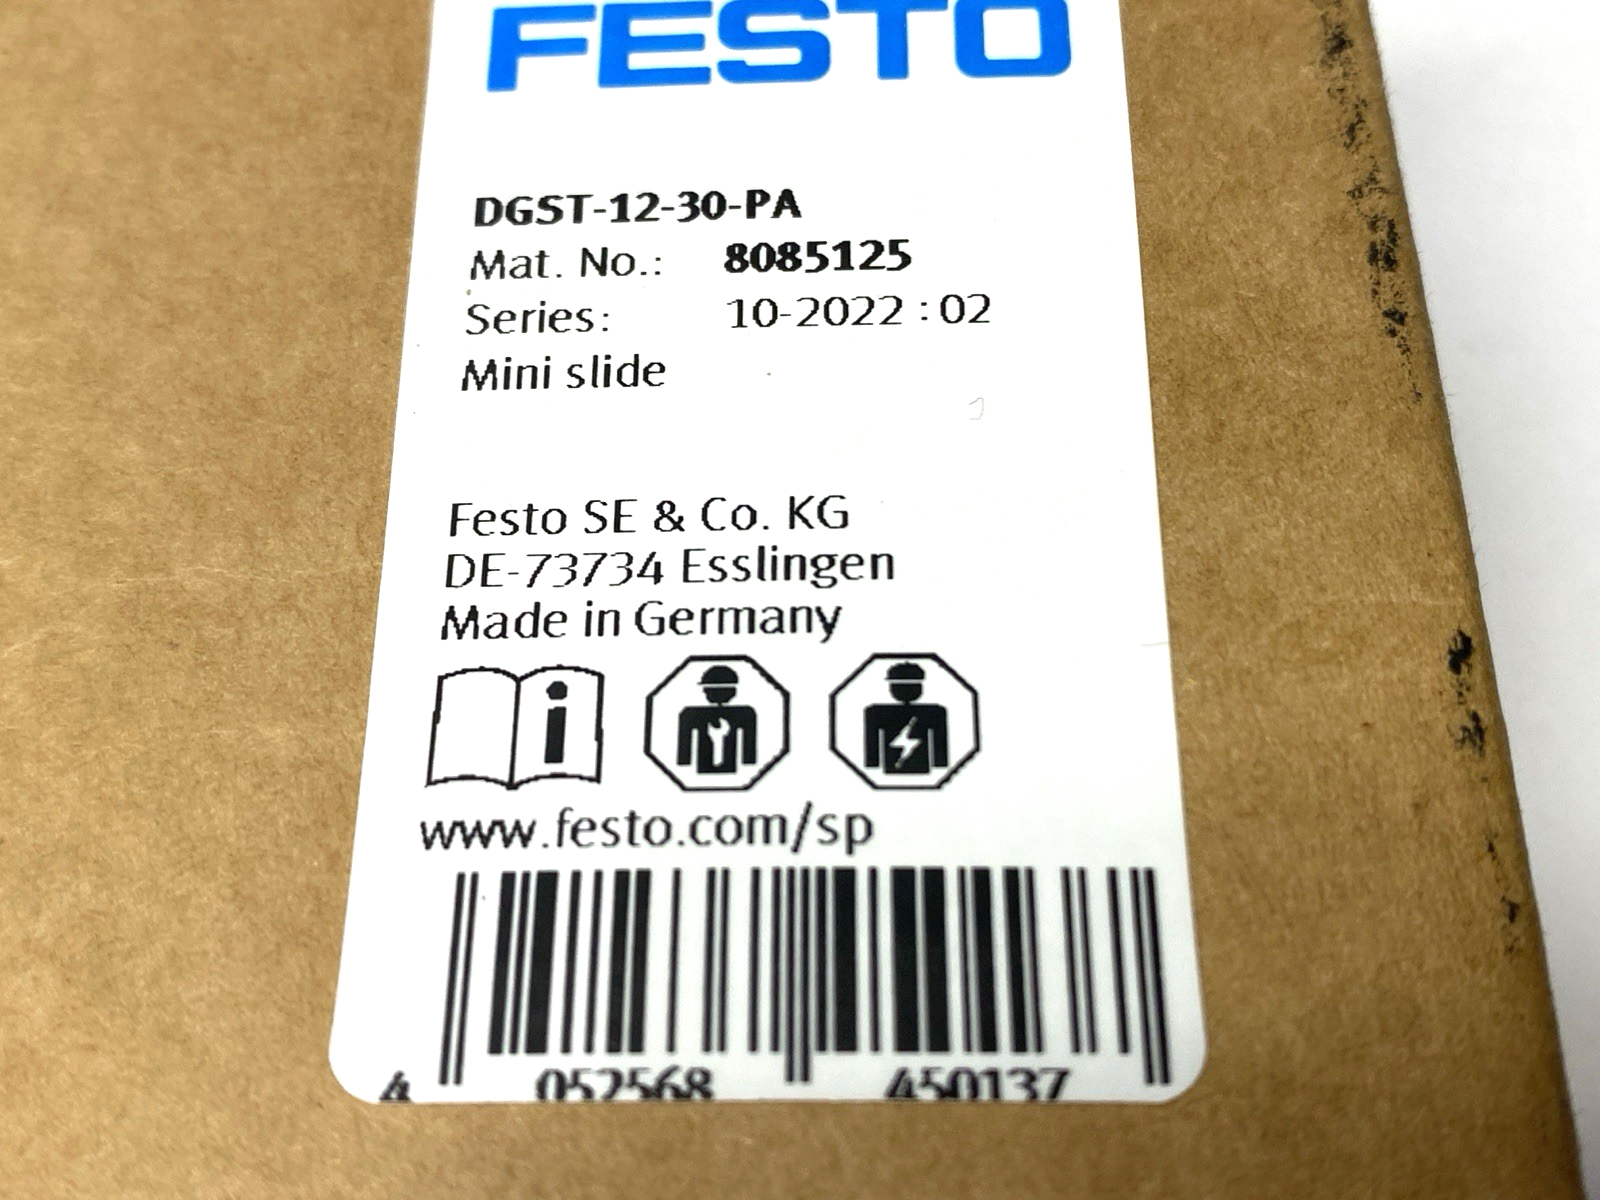 FESTO
DGST-12-30-PA
Mat. No.: 8085125
Series: 10-2022 : 02
Mini slide
Festo SE & Co. KG
DE-73734 Esslingen
Made in Germany
www.festo.com/sp
4 052568 450137